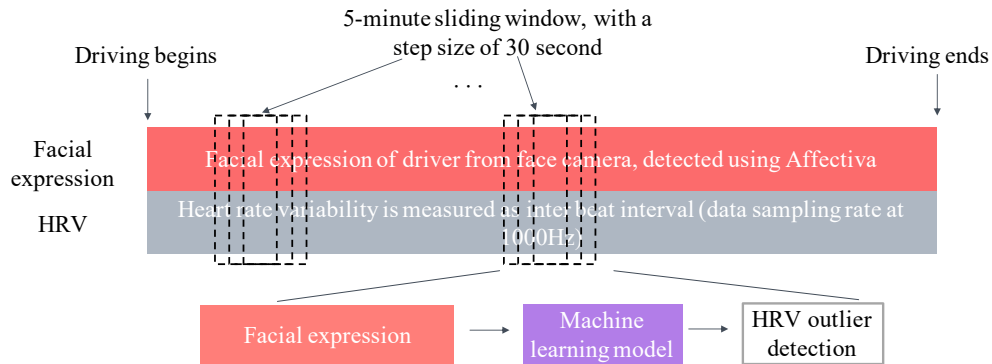 5-minute sliding window, with a
step size of 30 second
Driving begins
Driving ends
. . .
Facial
expression
Facial expression of driver from face camera, detected using Affectiva
HRV
Heart rate variability is measured as inter beat interval (data sampling rate at
1000Hz)
Facial expression
Machine
learning model
HRV outlier
detection